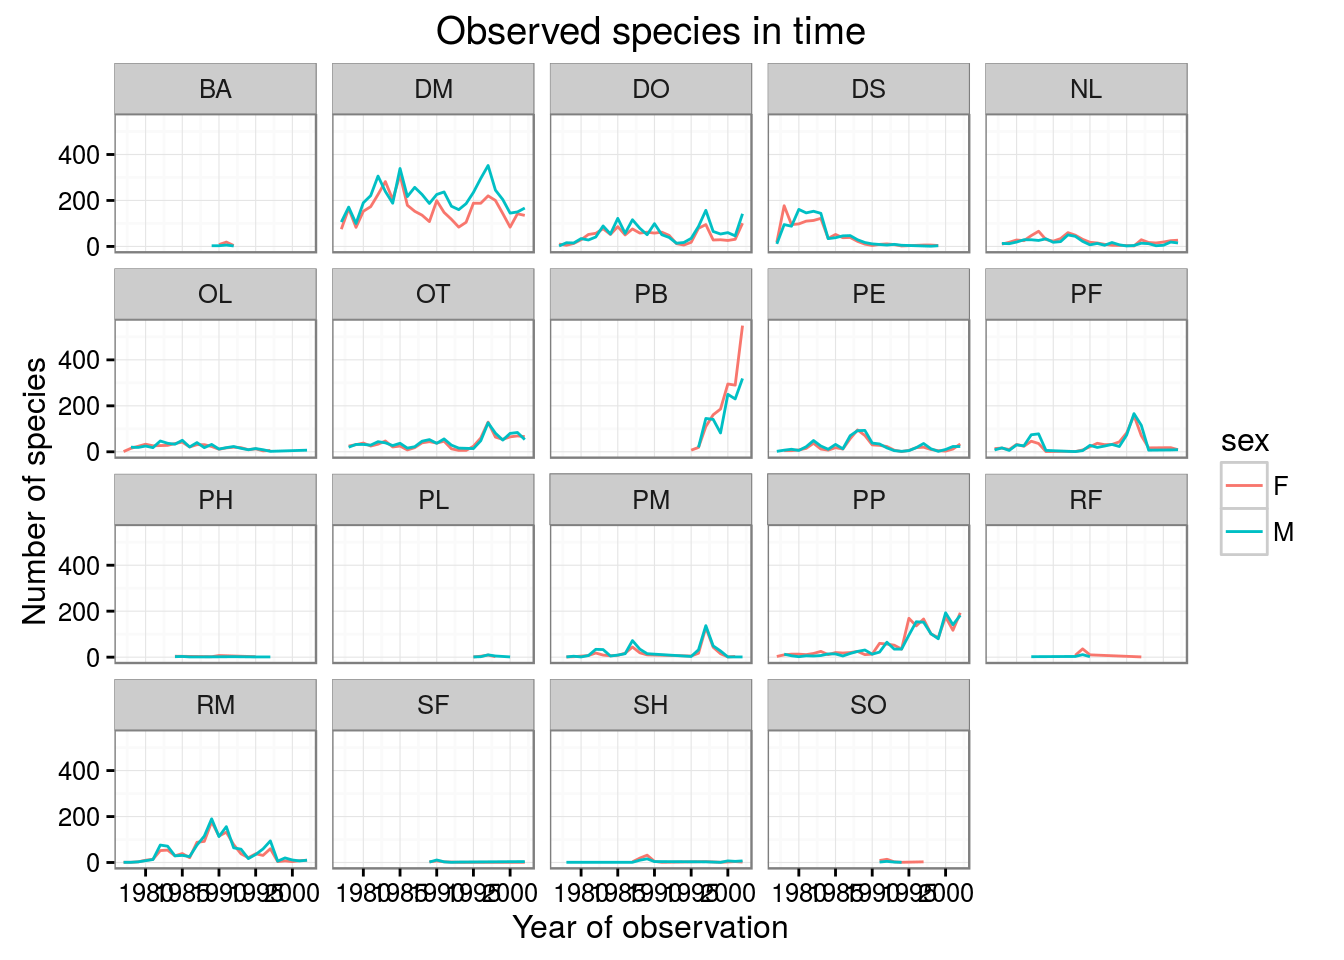 Observed species in time
BA DM DO DS NL
400
200
0
OL OT PB PE PF
400
200
0
PH PL PM PP RF
400
200
0
RM SF SH SO
400
200
0
1980 1985 1990 1995 2000 1980 1985 1990 1995 2000 1980 1985 1990 1995 2000 1980 1985 1990 1995 2000
Year of observation
Number of species
sex
F
M